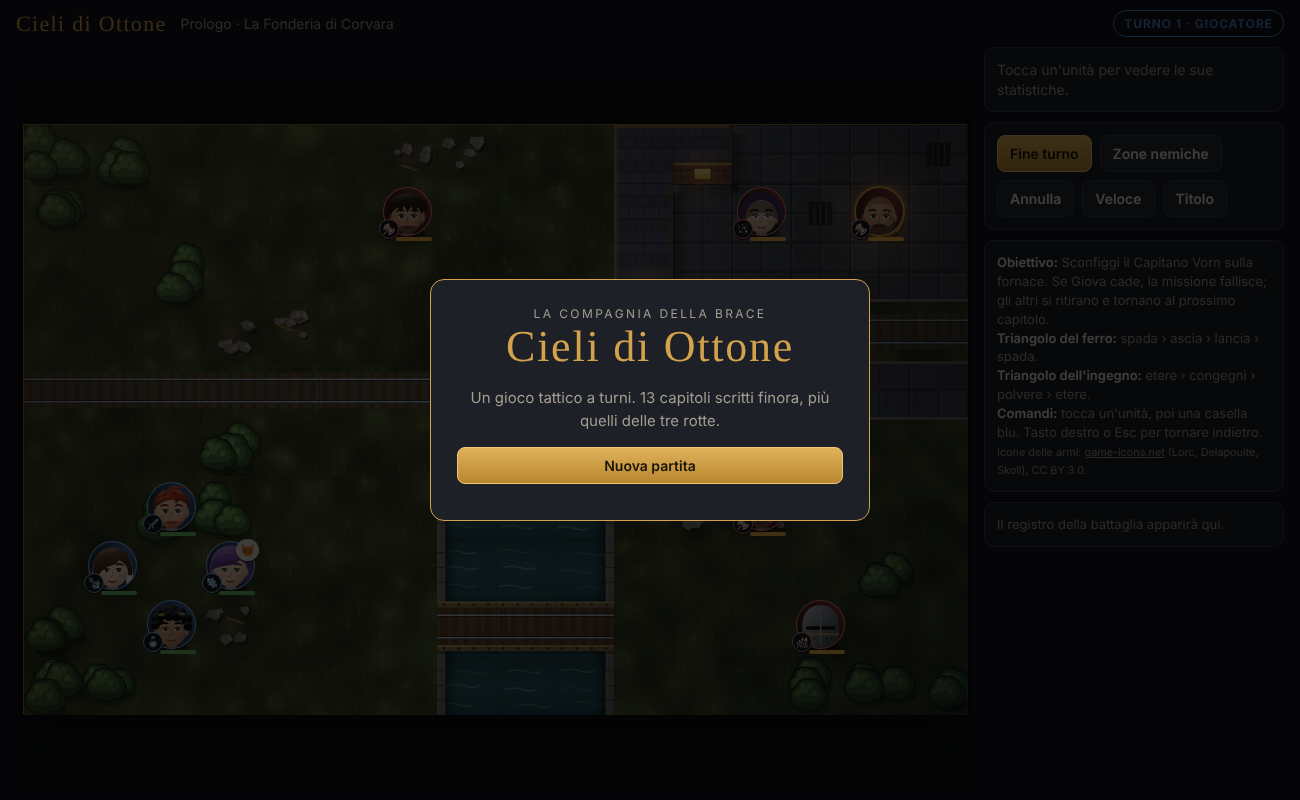 Cieli di Ottone
Prologo · La Fonderia di Corvara
TURNO 1 · GIOCATORE
Tocca un'unità per vedere le sue
statistiche.
Fine turno
Zone nemiche
Annulla
Veloce
Titolo
Obiettivo: Sconfiggi il Capitano Vorn sulla
fornace. Se Giova cade, la missione fallisce;
gli altri si ritirano e tornano al prossimo
capitolo.
Triangolo del ferro: spada › ascia › lancia ›
spada.
Triangolo dell'ingegno: etere › congegni ›
polvere › etere.
Comandi: tocca un'unità, poi una casella
blu. Tasto destro o Esc per tornare indietro.
Icone delle armi: game-icons.net (Lorc, Delapouite,
Skoll), CC BY 3.0.
Il registro della battaglia apparirà qui.
LA COMPAGNIA DELLA BRACE
Cieli di Ottone
Un gioco tattico a turni. 13 capitoli scritti finora, più
quelli delle tre rotte.
Nuova partita